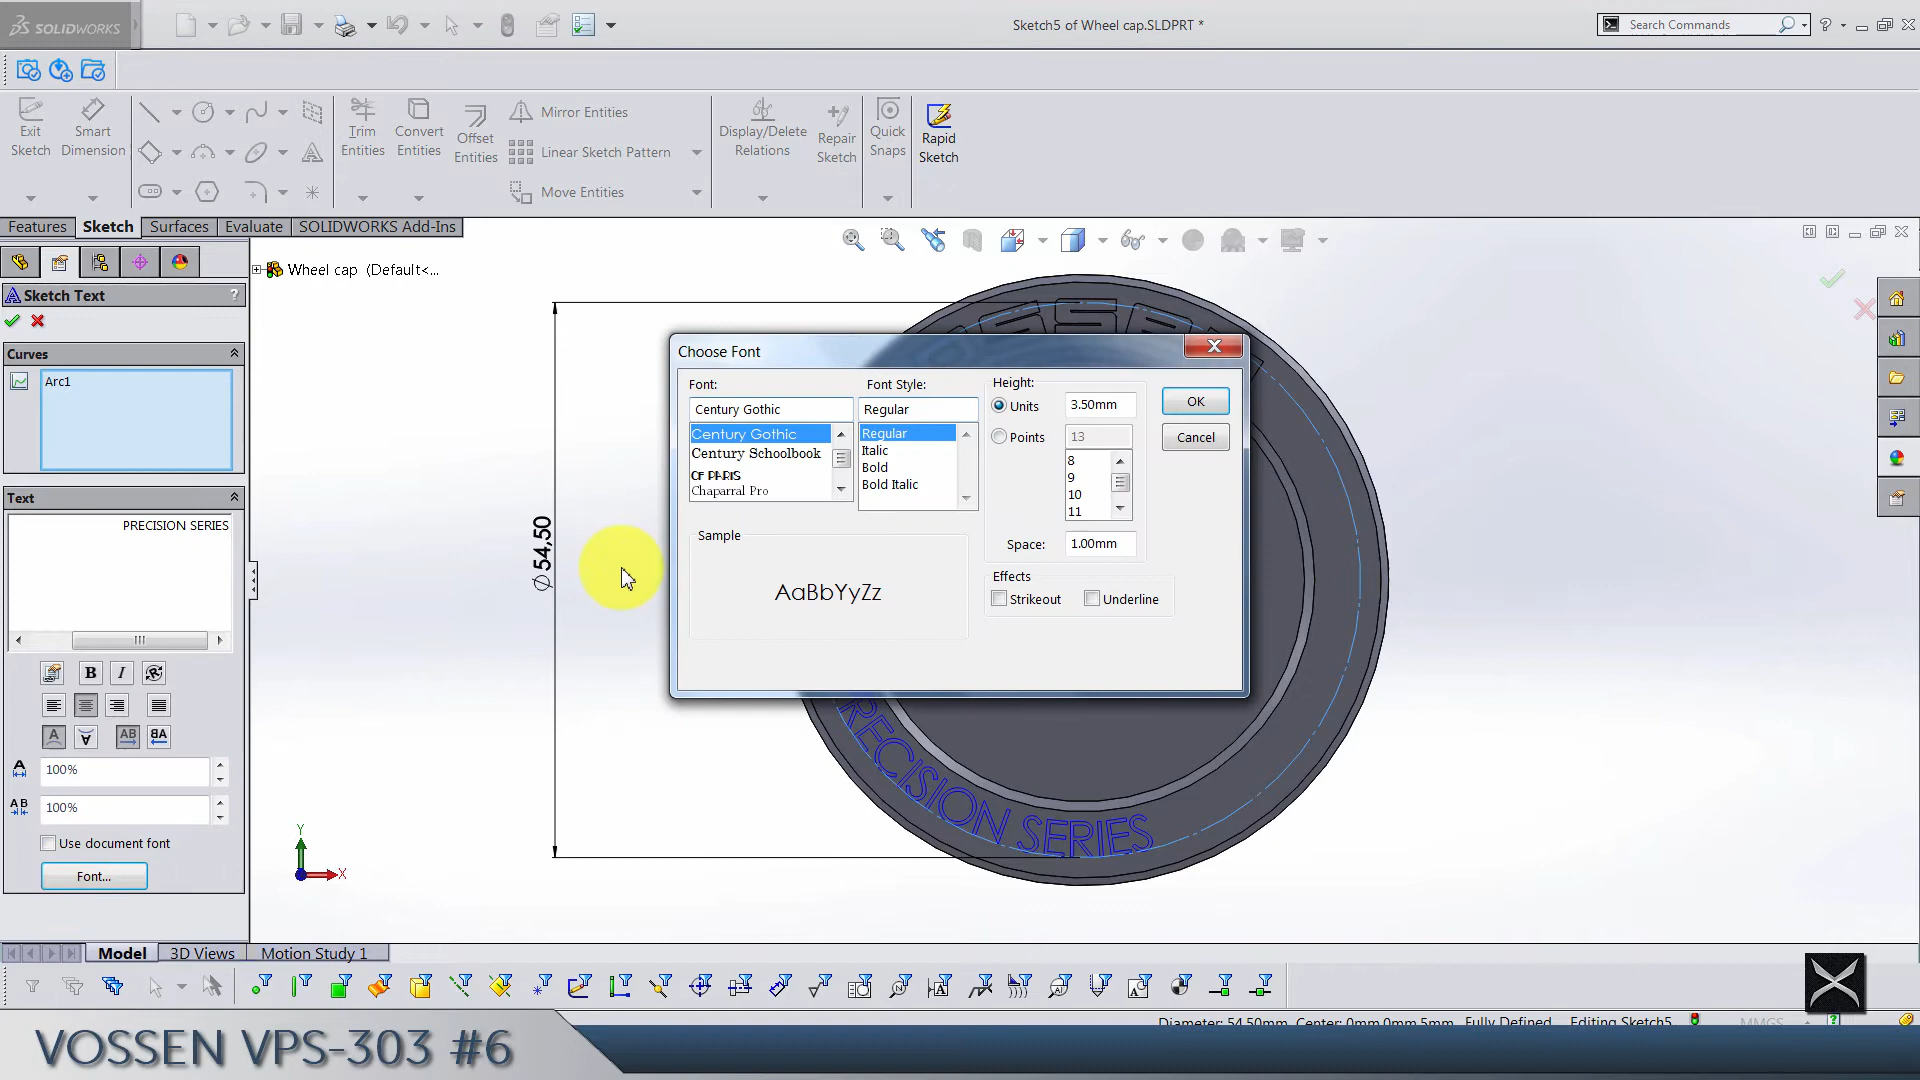 SOLIDWORKS
Sketch5 of Wheel cap.SLDPRT *
Search Commands
?
Exit Sketch
Smart Dimension
Trim Entities
Convert Entities
Offset Entities
Mirror Entities
Linear Sketch Pattern
Move Entities
Display/Delete Relations
Repair Sketch
Quick Snaps
Rapid Sketch
Features
Sketch
Surfaces
Evaluate
SOLIDWORKS Add-Ins
Wheel cap (Default<...
Sketch Text
?
Curves
Arc1
Text
PRECISION SERIES
B
I
AB
100%
100%
Use document font
Font...
Ø 54,50
Choose Font
Font:
Century Gothic
Century Gothic
Century Schoolbook
CF PARIS
Chaparral Pro
Font Style:
Regular
Regular
Italic
Bold
Bold Italic
Height:
Units
3.50mm
Points
13
8
9
10
11
Space:
1.00mm
OK
Cancel
Sample
AaBbYyZz
Effects
Strikeout
Underline
RECISION SERIES
Y
X
Model
3D Views
Motion Study 1
Diameter: 54.50mm Center: 0mm,0mm,5mm
Fully Defined
Editing Sketch5
MMGS
VOSSEN VPS-303 #6